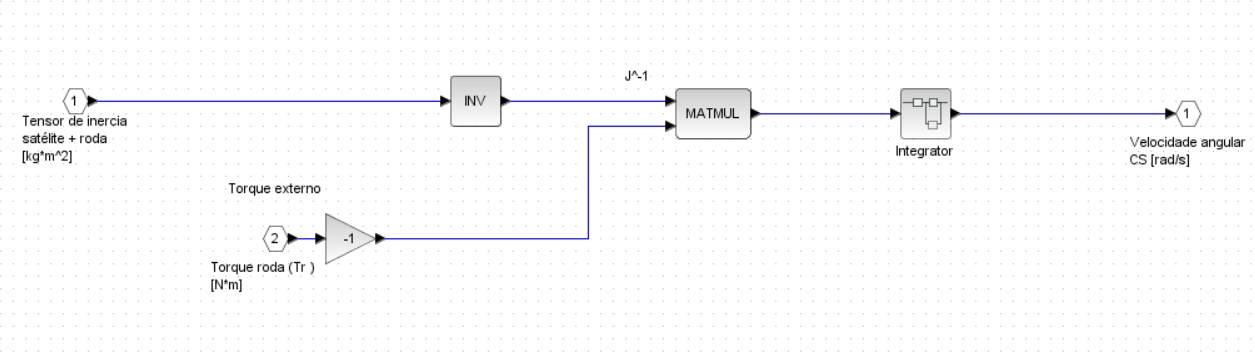 J^-1
1
INV
MATMUL
1
Tensor de inercia
satélite + roda
[kg*m^2]
Integrator
Velocidade angular
CS [rad/s]
Torque externo
2
-1
Torque roda (Tr )
[N*m]